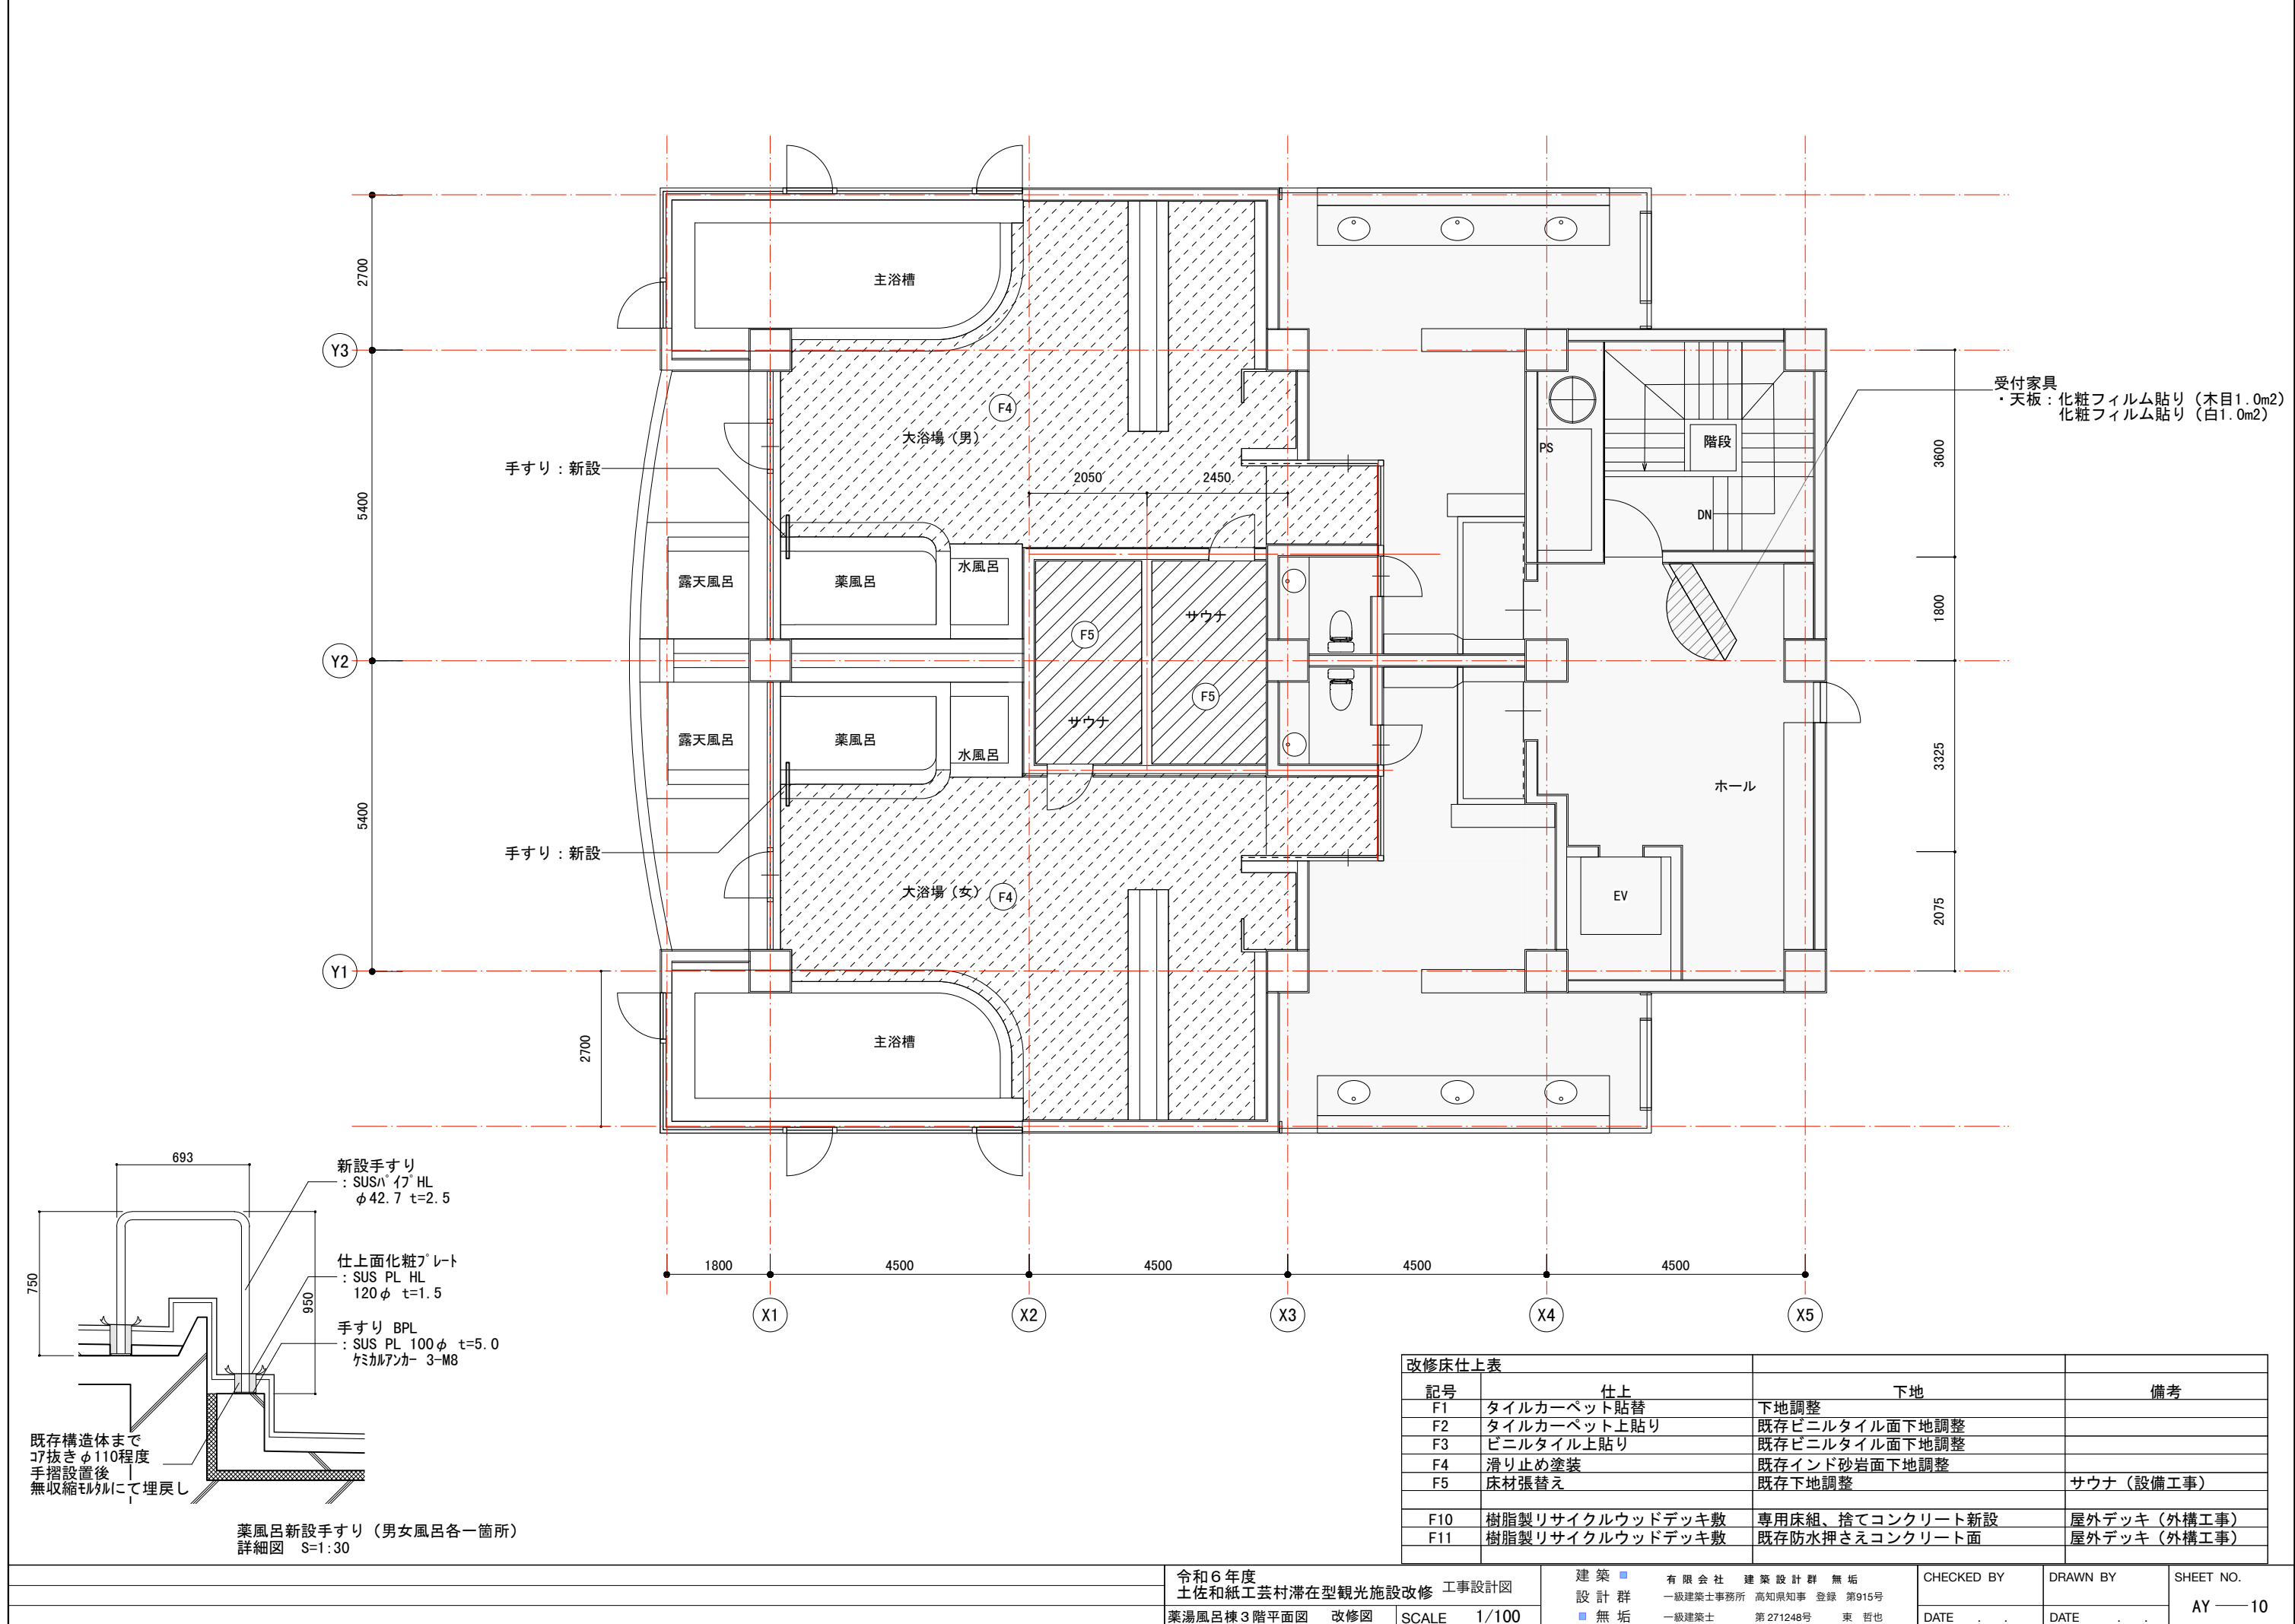 主浴槽
2700
Y3
5400
Y2
5400
Y1
2700
F4
大浴場（男）
手すり：新設
2050
2450
露天風呂
薬風呂
水風呂
F5
サウナ
サウナ
F5
露天風呂
薬風呂
水風呂
手すり：新設
大浴場（女）
F4
主浴槽
PS
階段
DN
ホール
EV
受付家具
・天板：化粧フィルム貼り（木目1.0m2）
化粧フィルム貼り（白1.0m2）
3600
1800
3325
2075
1800
4500
4500
4500
4500
X1
X2
X3
X4
X5
693
750
950
新設手すり
：SUSﾊﾟｲﾌﾟ HL
φ42.7 t=2.5
仕上面化粧ﾌﾟﾚｰﾄ
：SUS PL HL
120φ t=1.5
手すり BPL
：SUS PL 100φ t=5.0
ｹﾐｶﾙｱﾝｶｰ 3-M8
既存構造体まで
ｺｱ抜きφ110程度
手摺設置後
無収縮ﾓﾙﾀﾙにて埋戻し
薬風呂新設手すり（男女風呂各一箇所）
詳細図 S=1:30
改修床仕上表
記号 仕上 下地 備考
F1 タイルカーペット貼替 下地調整
F2 タイルカーペット上貼り 既存ビニルタイル面下地調整
F3 ビニルタイル上貼り 既存ビニルタイル面下地調整
F4 滑り止め塗装 既存インド砂岩面下地調整
F5 床材張替え 既存下地調整 サウナ（設備工事）
F10 樹脂製リサイクルウッドデッキ敷 専用床組、捨てコンクリート新設 屋外デッキ（外構工事）
F11 樹脂製リサイクルウッドデッキ敷 既存防水押さえコンクリート面 屋外デッキ（外構工事）
令和６年度
土佐和紙工芸村滞在型観光施設改修 工事設計図
薬湯風呂棟３階平面図 改修図 SCALE 1/100
建築
設計群
無垢
有限会社 建築設計群 無垢
一級建築士事務所 高知県知事 登録 第915号
一級建築士 第271248号 東 哲也
CHECKED BY
DATE . .
DRAWN BY
DATE . .
SHEET NO.
AY — 10